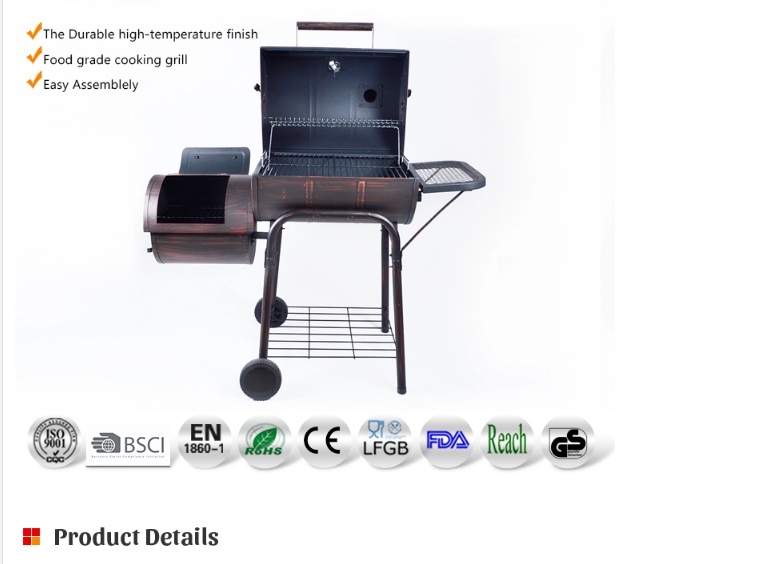 The Durable high-temperature finish
Food grade cooking grill
Easy Assemblely
ISO
9001
CQC
BSCI
EN
1860-1
RoHS
CE
LFGB
FDA
Reach
GS
Product Details